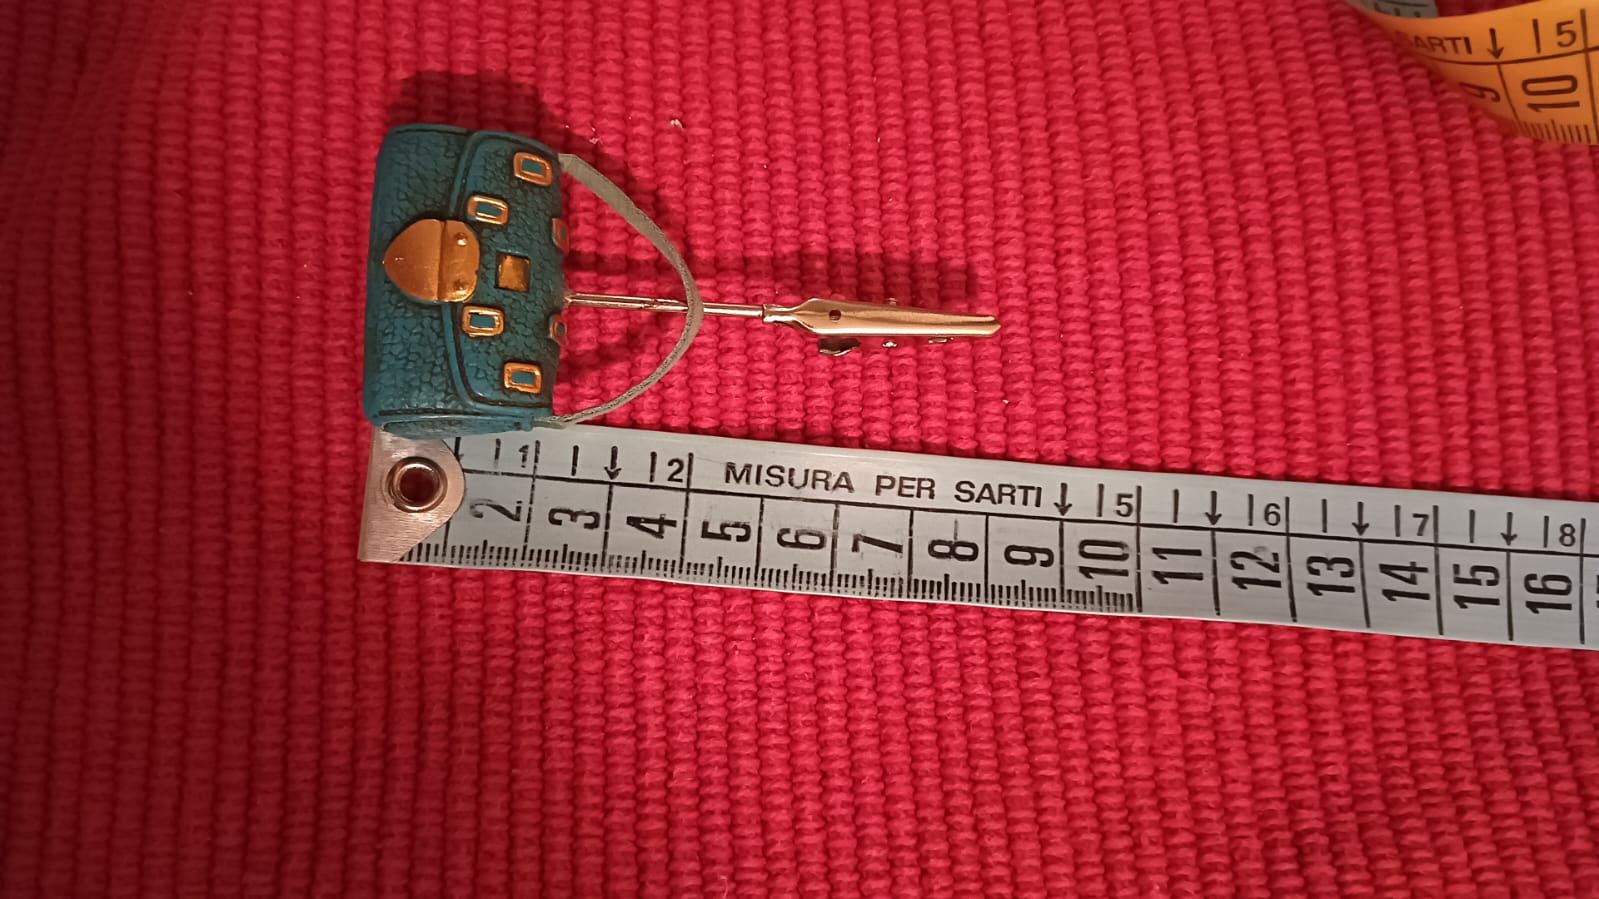 ARTI ↓ |5
9 10
1 ↓ 2 MISURA PER SARTI ↓ 5 ↓ 6 ↓ 7 ↓ 8
2 3 4 5 6 7 8 9 10 11 12 13 14 15 16